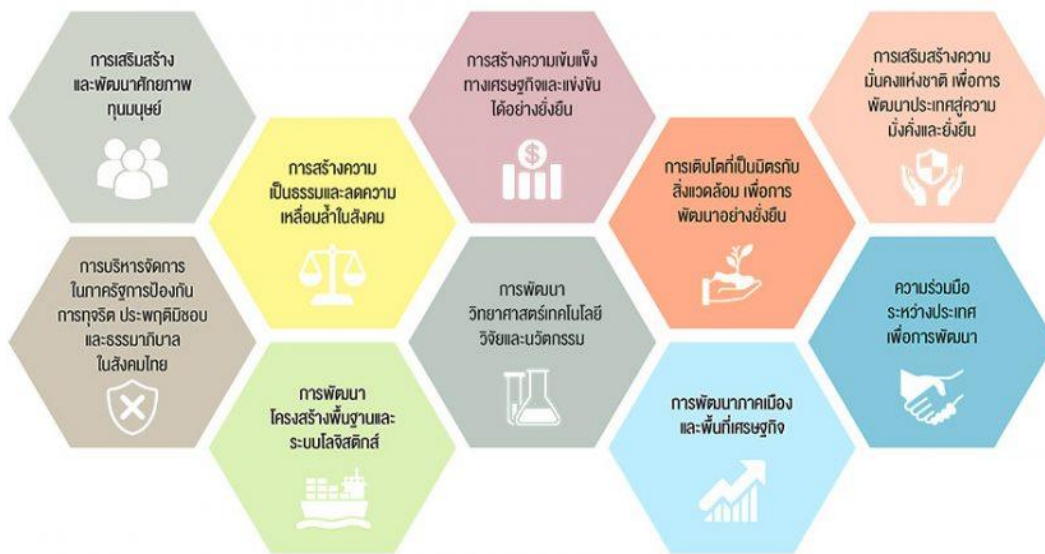 การเสริมสร้าง
และพัฒนาศักยภาพ
ทุนมนุษย์
การสร้างความ
เป็นธรรมและลดความ
เหลื่อมล้ำในสังคม
การสร้างความเข้มแข็ง
ทางเศรษฐกิจและแข่งขัน
ได้อย่างยั่งยืน
$
การเติบโตที่เป็นมิตรกับ
สิ่งแวดล้อม เพื่อการ
พัฒนาอย่างยั่งยืน
การเสริมสร้างความ
มั่นคงแห่งชาติ เพื่อการ
พัฒนาประเทศสู่ความ
มั่งคั่งและยั่งยืน
การบริหารจัดการ
ในภาครัฐการป้องกัน
การทุจริต ประพฤติมิชอบ
และธรรมาภิบาล
ในสังคมไทย
การพัฒนา
โครงสร้างพื้นฐานและ
ระบบโลจิสติกส์
การพัฒนา
วิทยาศาสตร์เทคโนโลยี
วิจัยและนวัตกรรม
การพัฒนาภาคเมือง
และพื้นที่เศรษฐกิจ
ความร่วมมือ
ระหว่างประเทศ
เพื่อการพัฒนา